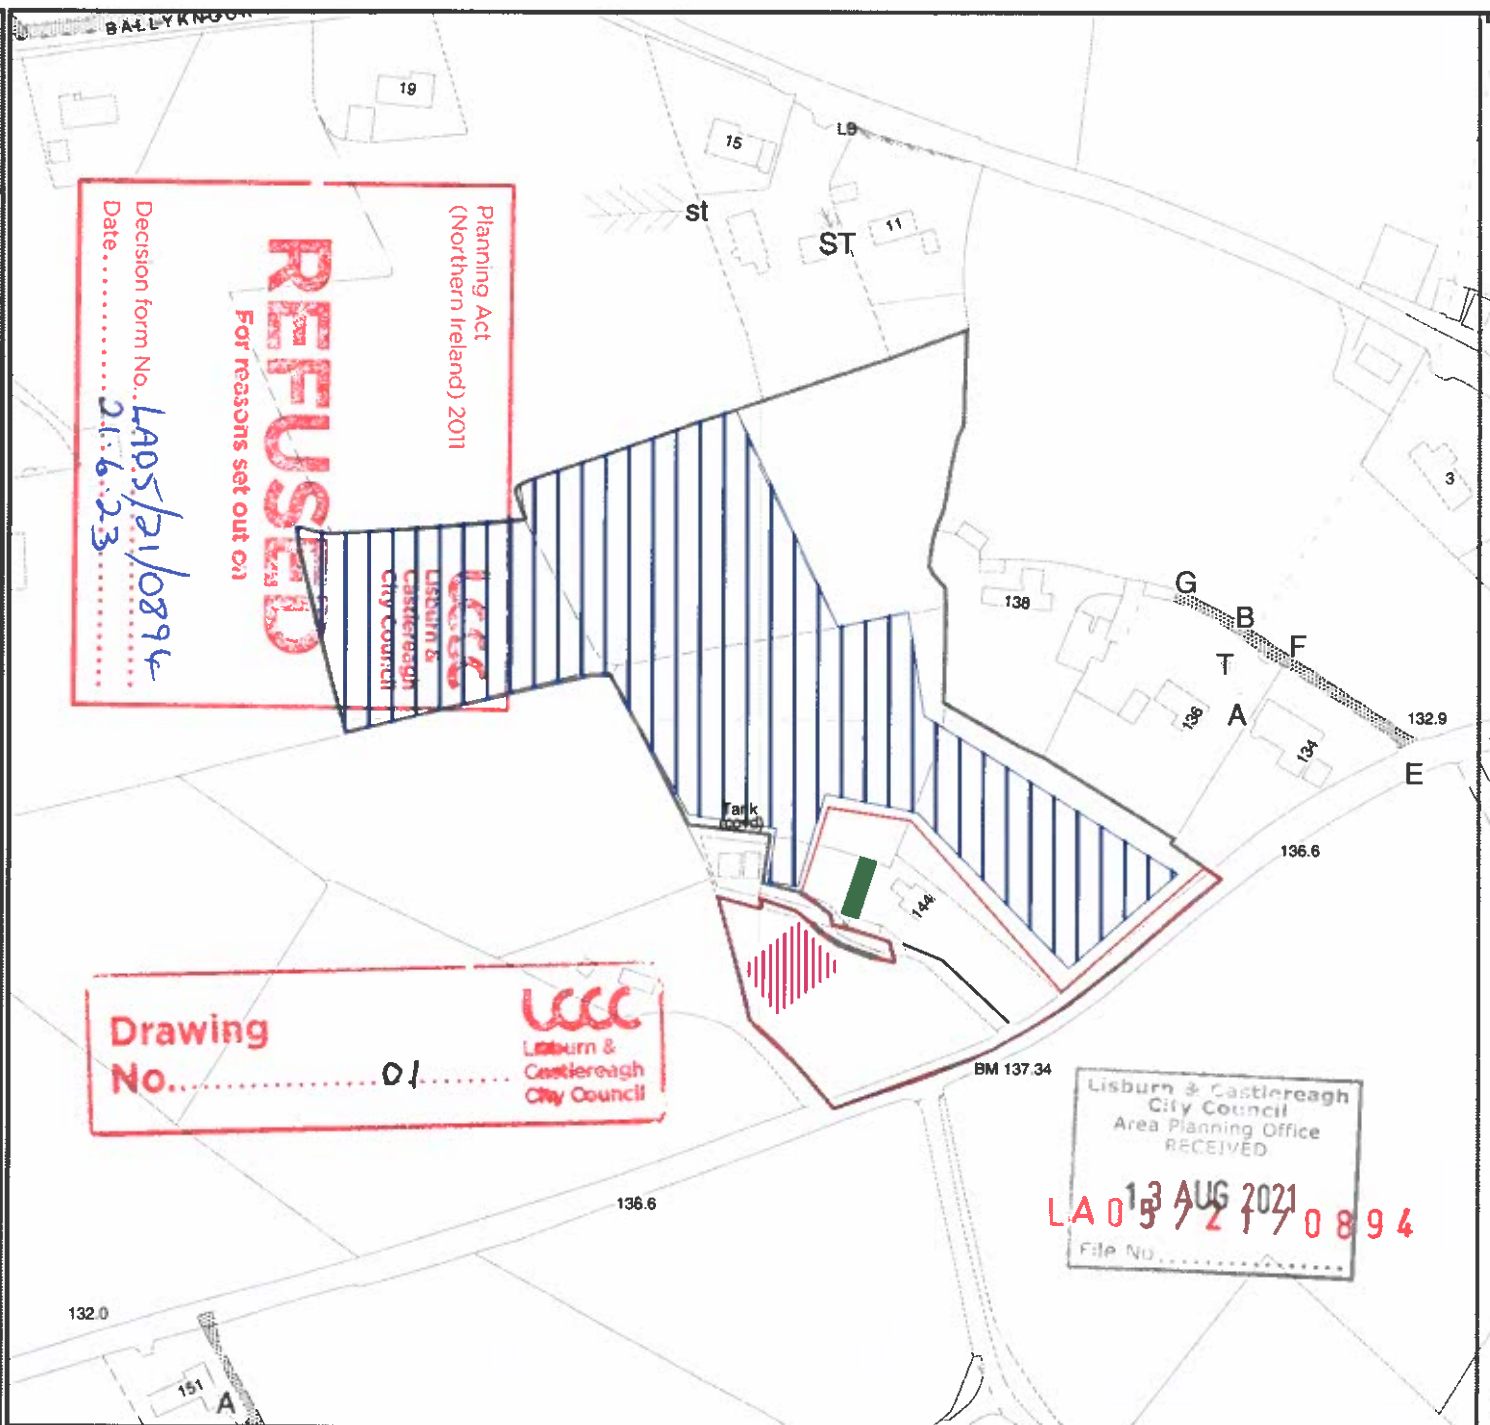 19
15
LB
st
ST
11
Planning Act
(Northern Ireland) 2011
REFUSED
For reasons set out on
Decision form No. LA05/21/0894
Date 21.6.23
LCCC
Lisburn &
Castlereagh
City Council
3
138
G
B
F
T
136
A
134
132.9
E
136.6
Tank
(cov'd)
144
Drawing
No. 01
LCCC
Lisburn &
Castlereagh
City Council
BM 137.34
Lisburn & Castlereagh
City Council
Area Planning Office
RECEIVED
13 AUG 2021
LA05/21/0894
File No
136.6
132.0
151
A